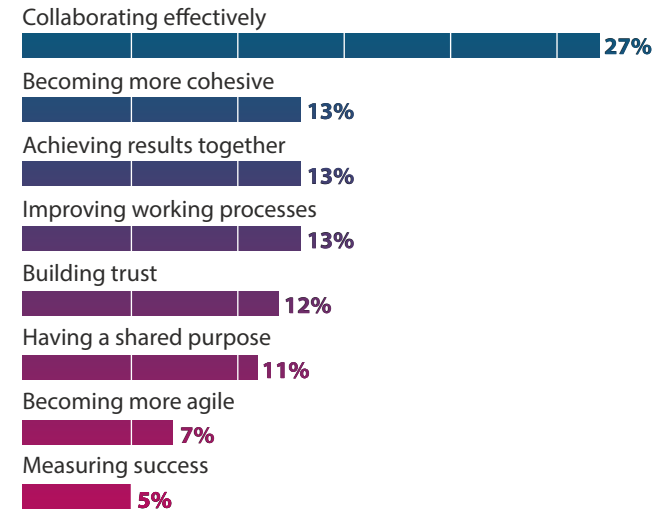 Collaborating effectively
27%
Becoming more cohesive
13%
Achieving results together
13%
Improving working processes
13%
Building trust
12%
Having a shared purpose
11%
Becoming more agile
7%
Measuring success
5%